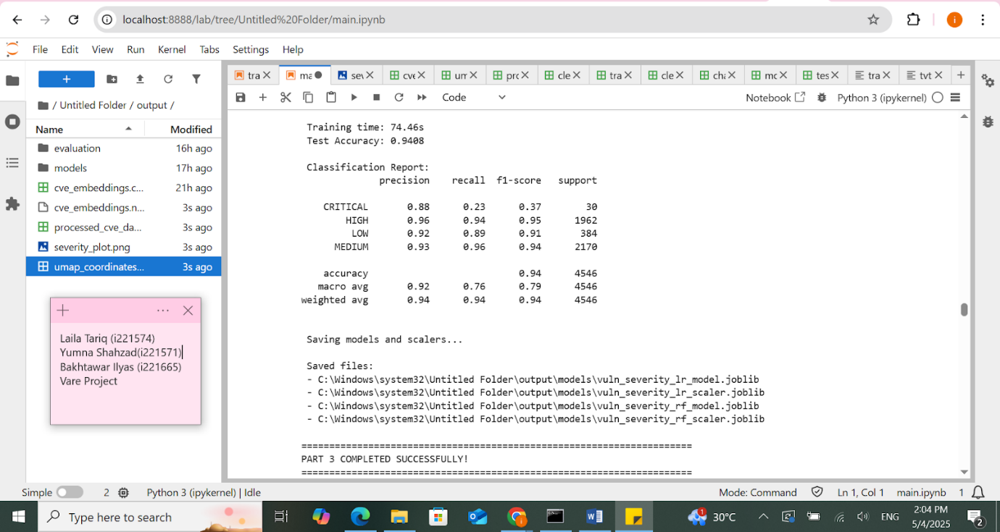 localhost:8888/lab/tree/Untitled%20Folder/main.ipynb
i
File Edit View Run Kernel Tabs Settings Help
+
tra ma sev cve um pro cle tra cle cha mo tes tra tvt +
/ Untitled Folder / output /
Code
Notebook Python 3 (ipykernel)
Name Modified
evaluation 16h ago
models 17h ago
cve_embeddings.c... 21h ago
cve_embeddings.n... 3s ago
processed_cve_da... 3s ago
severity_plot.png 3s ago
umap_coordinates... 3s ago
Laila Tariq (i221574)
Yumna Shahzad(i221571)
Bakhtawar Ilyas (i221665)
Vare Project
Training time: 74.46s
Test Accuracy: 0.9408
Classification Report:
precision recall f1-score support
CRITICAL 0.88 0.23 0.37 30
HIGH 0.96 0.94 0.95 1962
LOW 0.92 0.89 0.91 384
MEDIUM 0.93 0.96 0.94 2170
accuracy 0.94 4546
macro avg 0.92 0.76 0.79 4546
weighted avg 0.94 0.94 0.94 4546
Saving models and scalers...
Saved files:
- C:\Windows\system32\Untitled Folder\output\models\vuln_severity_lr_model.joblib
- C:\Windows\system32\Untitled Folder\output\models\vuln_severity_lr_scaler.joblib
- C:\Windows\system32\Untitled Folder\output\models\vuln_severity_rf_model.joblib
- C:\Windows\system32\Untitled Folder\output\models\vuln_severity_rf_scaler.joblib
======================================================================
PART 3 COMPLETED SUCCESSFULLY!
======================================================================
Simple 2 Python 3 (ipykernel) | Idle Mode: Command Ln 1, Col 1 main.ipynb 1
Type here to search
1
30°C
ENG
2:04 PM
5/4/2025
2